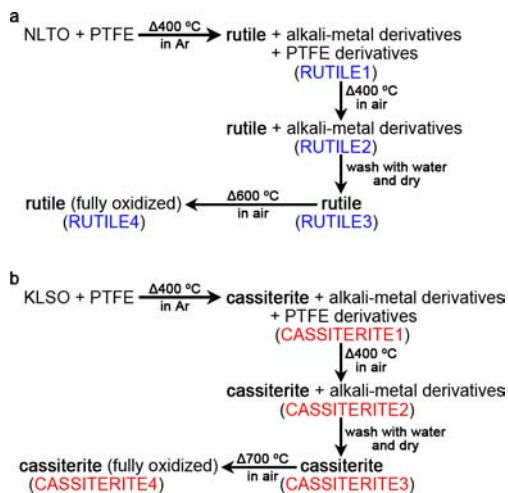 a
NLTO + PTFE Δ400 ºC in Ar rutile + alkali-metal derivatives
+ PTFE derivatives
(RUTILE1)
Δ400 ºC
in air
rutile + alkali-metal derivatives
(RUTILE2)
wash with water
and dry
rutile (fully oxidized) Δ600 ºC in air rutile
(RUTILE4) (RUTILE3)
b
KLSO + PTFE Δ400 ºC in Ar cassiterite + alkali-metal derivatives
+ PTFE derivatives
(CASSITERITE1)
Δ400 ºC
in air
cassiterite + alkali-metal derivatives
(CASSITERITE2)
wash with water
and dry
cassiterite (fully oxidized) Δ700 ºC in air cassiterite
(CASSITERITE4) (CASSITERITE3)